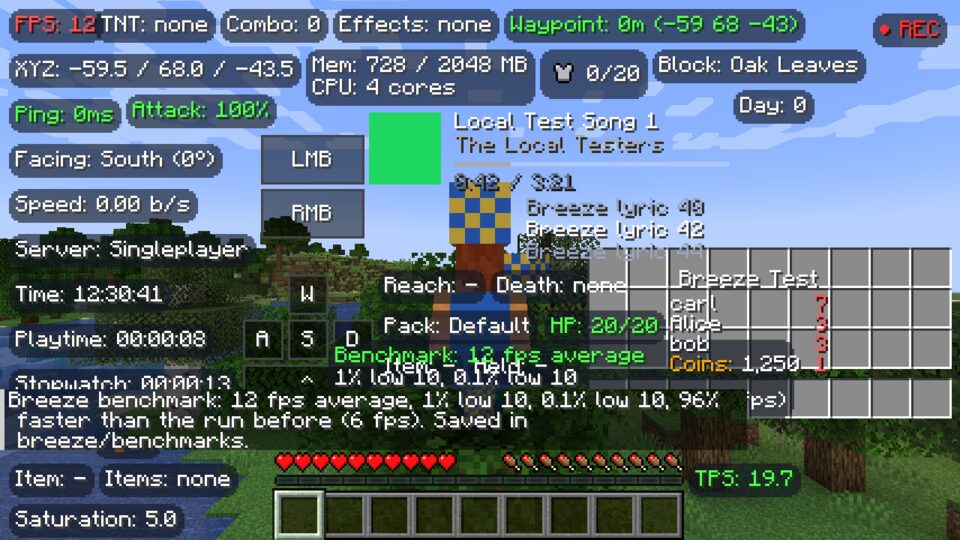 FPS: 12
TNT: none
Combo: 0
Effects: none
Waypoint: 0m (-59 68 -43)
● REC
XYZ: -59.5 / 68.0 / -43.5
Mem: 728 / 2048 MB
CPU: 4 cores
0/20
Block: Oak Leaves
Ping: 0ms
Attack: 100%
Day: 0
Facing: South (0°)
LMB
Local Test Song 1
The Local Testers
0:42 / 3:21
Speed: 0.00 b/s
RMB
Breeze lyric 40
Breeze lyric 42
Breeze lyric 44
Server: Singleplayer
Breeze Test
carl 7
Alice 3
bob 3
Coins: 1,250 1
Time: 12:30:41
W
Reach: -
Death: none
Playtime: 00:00:08
A
S
D
Pack: Default
HP: 20/20
Benchmark: 12 fps average
1% low 10, 0.1% low 10
Stopwatch: 00:00:13
Breeze benchmark: 12 fps average, 1% low 10, 0.1% low 10, 96%
faster than the run before (6 fps). Saved in
breeze/benchmarks.
fps)
Item: -
Items: none
TPS: 19.7
Saturation: 5.0